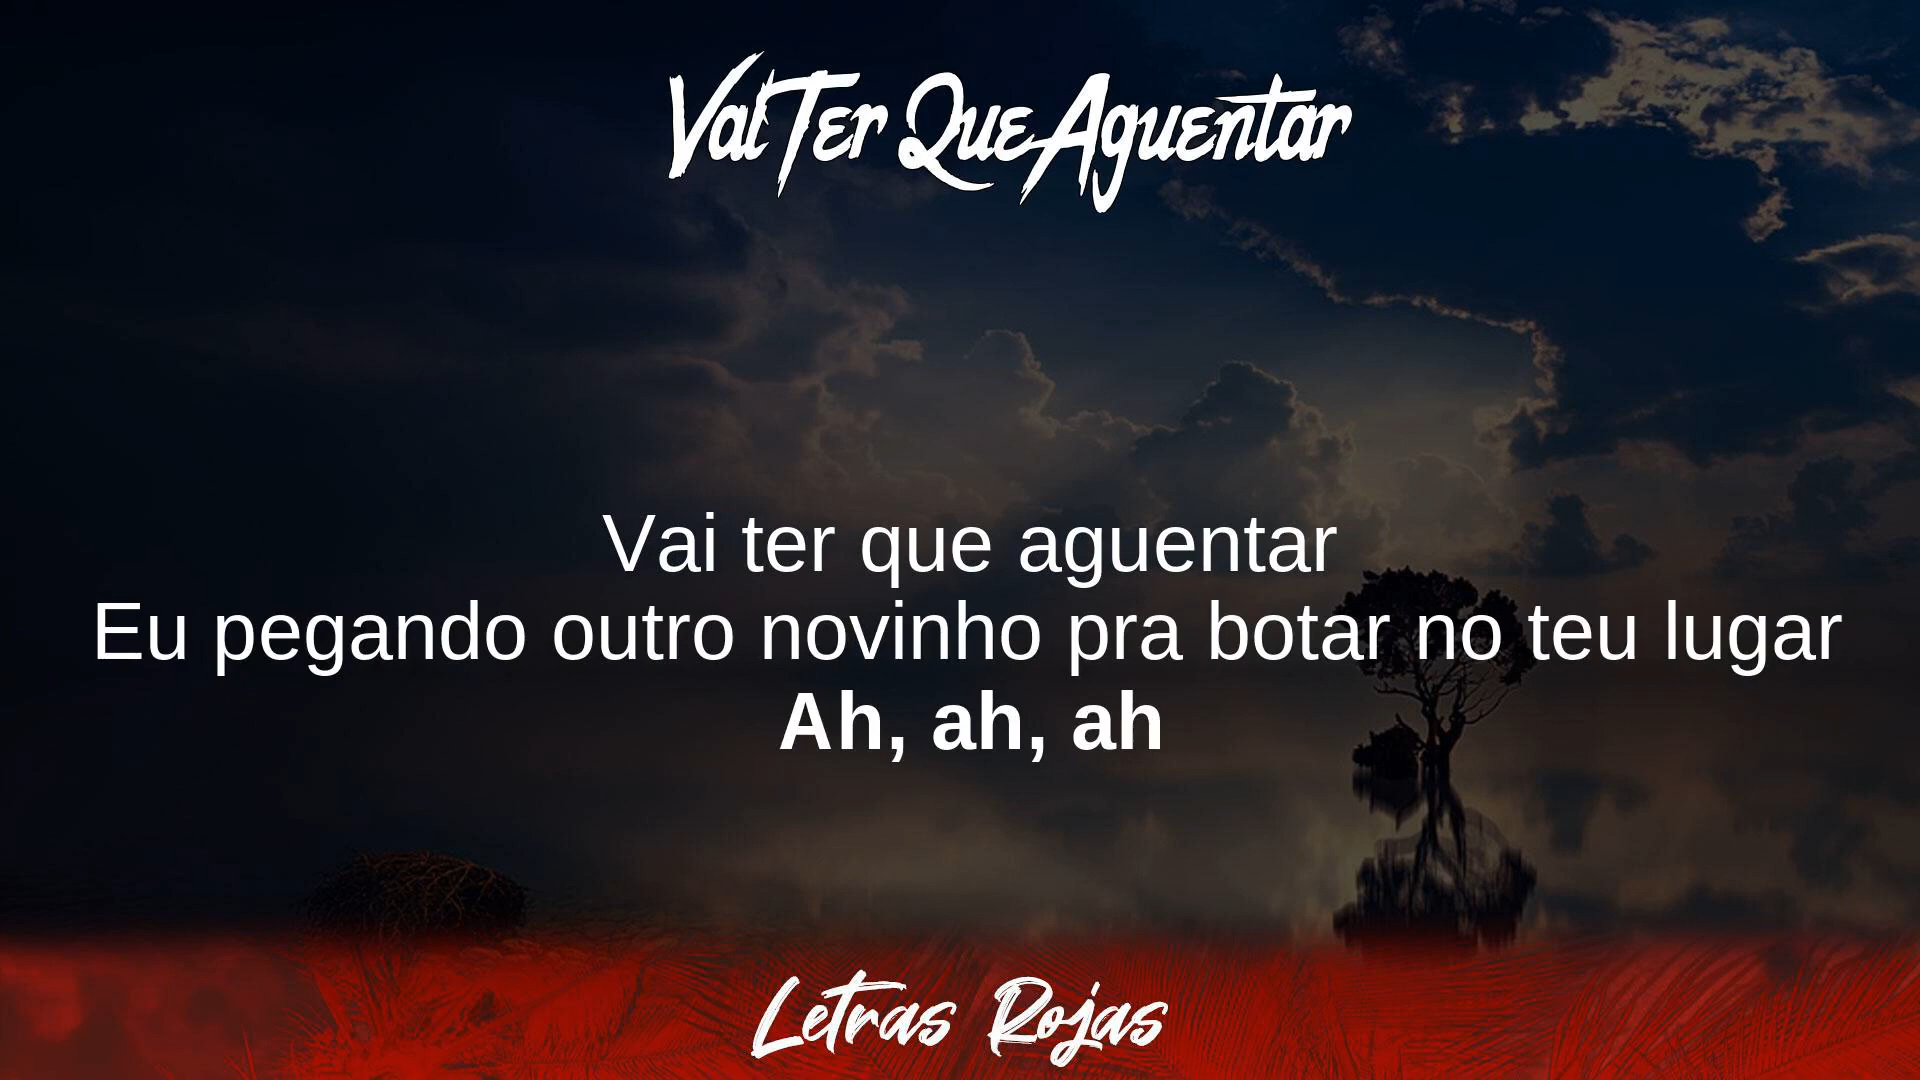 Vai Ter Que Aguentar
Vai ter que aguentar
Eu pegando outro novinho pra botar no teu lugar
Ah, ah, ah
Letras Rojas